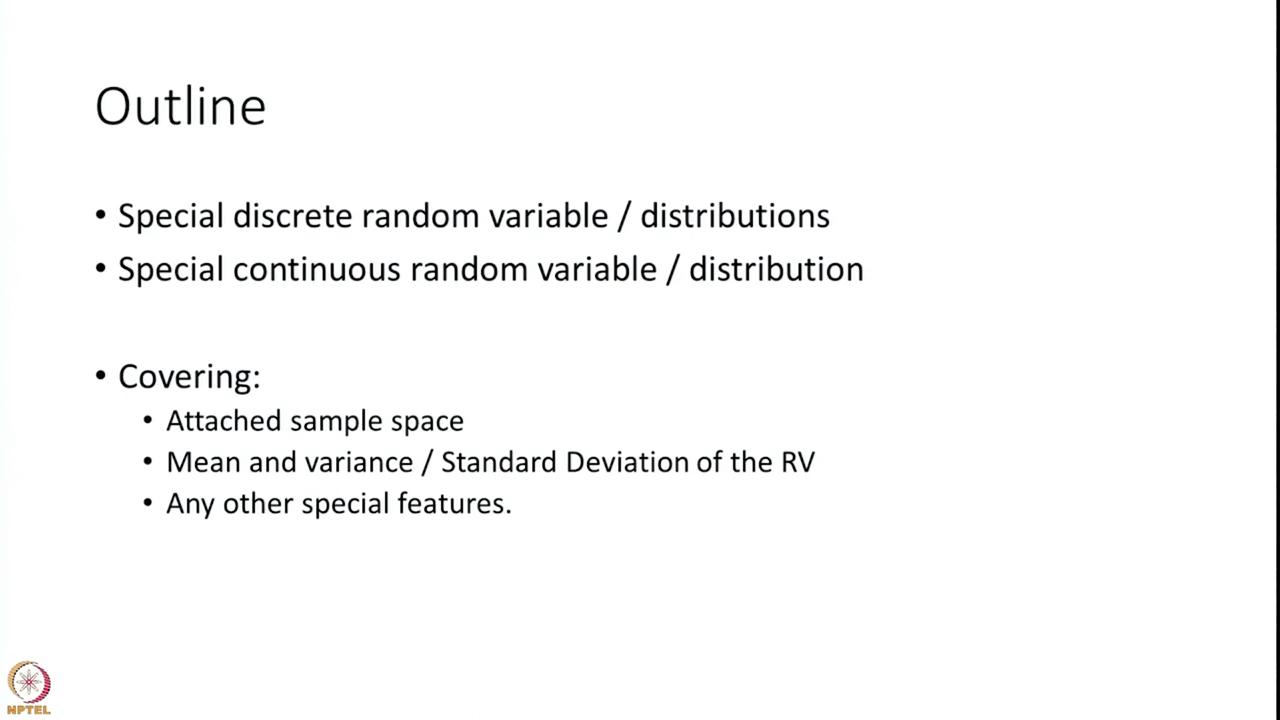 Outline
• Special discrete random variable / distributions
• Special continuous random variable / distribution
• Covering:
• Attached sample space
• Mean and variance / Standard Deviation of the RV
• Any other special features.
NPTEL